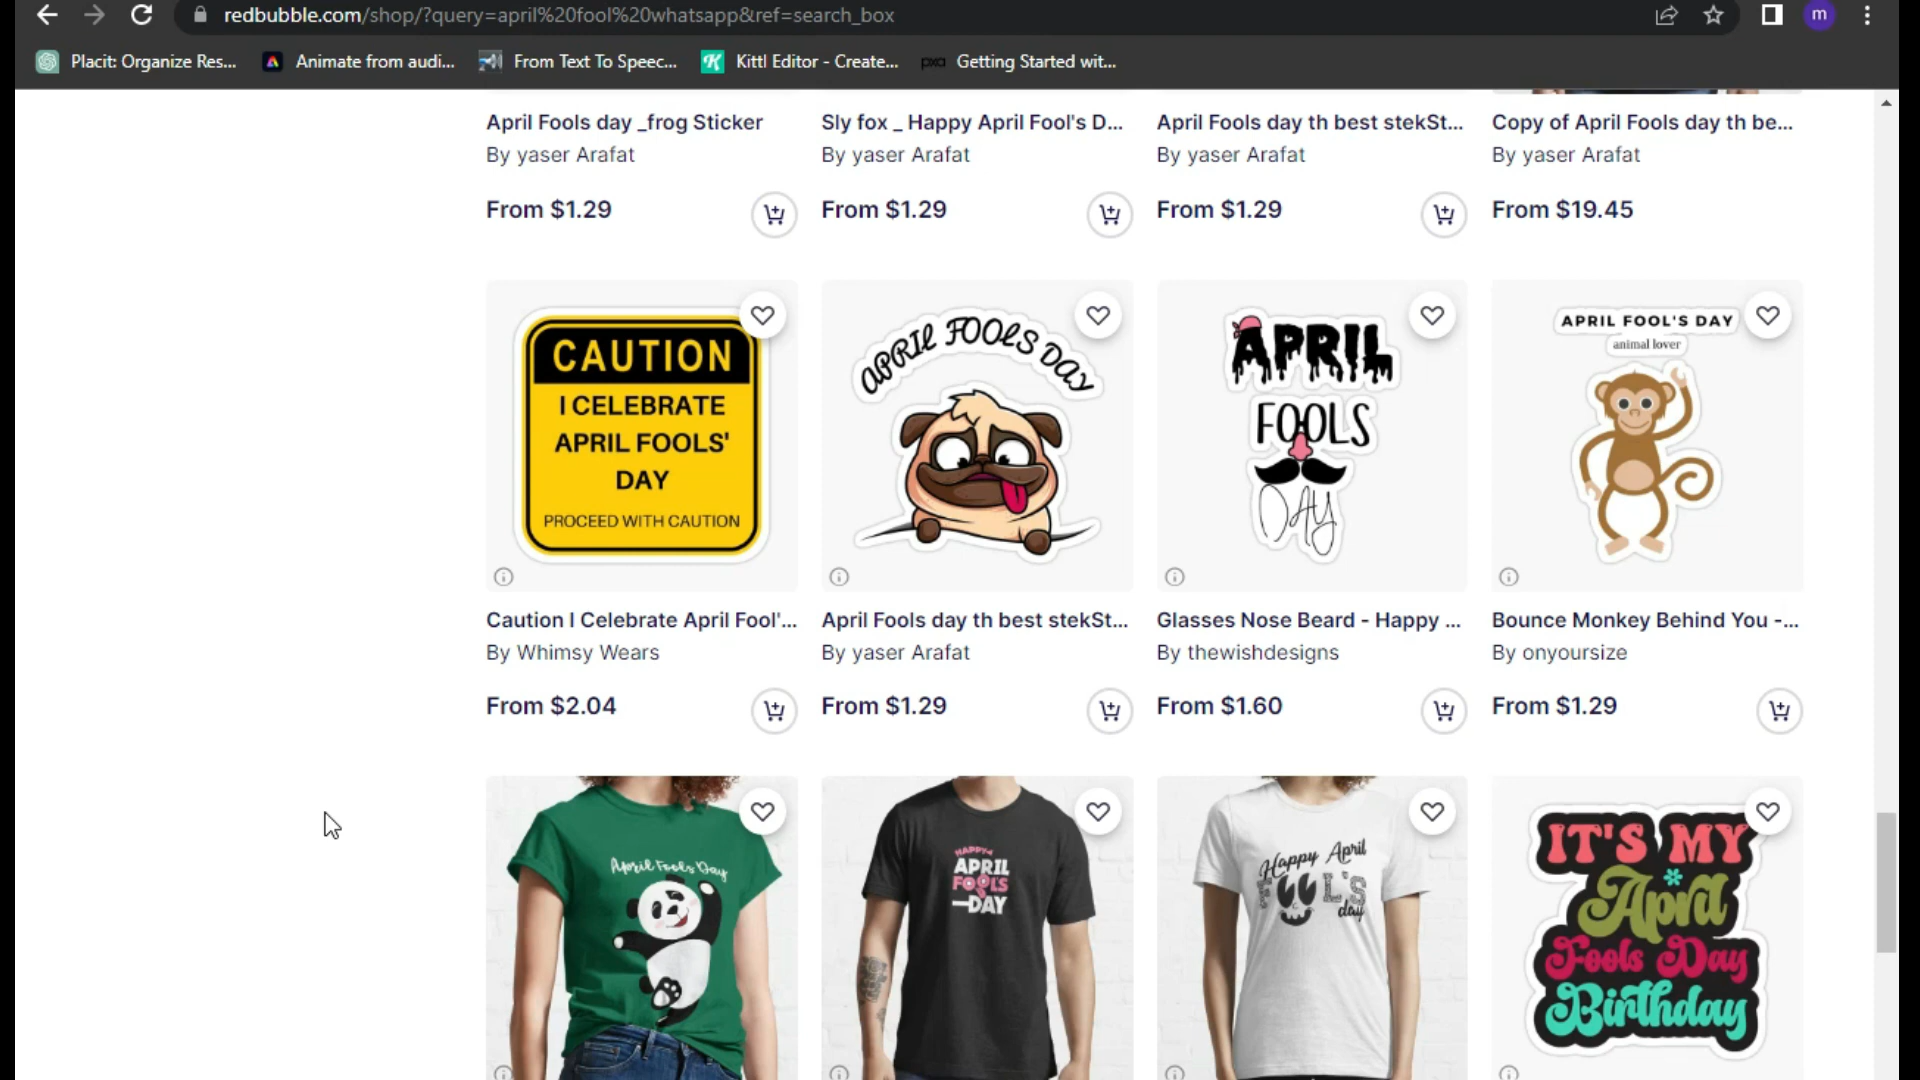 redbubble.com/shop/?query=april%20fool%20whatsapp&ref=search_box
m
Placit: Organize Res...
Animate from audi...
From Text To Speec...
Kittl Editor - Create...
pxa
Getting Started wit...
April Fools day _frog Sticker
By yaser Arafat
From $1.29
Sly fox _ Happy April Fool's D...
By yaser Arafat
From $1.29
April Fools day th best stekSt...
By yaser Arafat
From $1.29
Copy of April Fools day th be...
By yaser Arafat
From $19.45
CAUTION
I CELEBRATE
APRIL FOOLS'
DAY
PROCEED WITH CAUTION
Caution I Celebrate April Fool'...
By Whimsy Wears
From $2.04
APRIL FOOLS DAY
April Fools day th best stekSt...
By yaser Arafat
From $1.29
APRIL
FOOLS
DAY
Glasses Nose Beard - Happy ...
By thewishdesigns
From $1.60
APRIL FOOL'S DAY
animal lover
Bounce Monkey Behind You -...
By onyoursize
From $1.29
April Fools Day
HAPPY
APRIL
FOOL'S
DAY
Happy April
FOOL'S
day
IT'S MY
April
Fools Day
Birthday